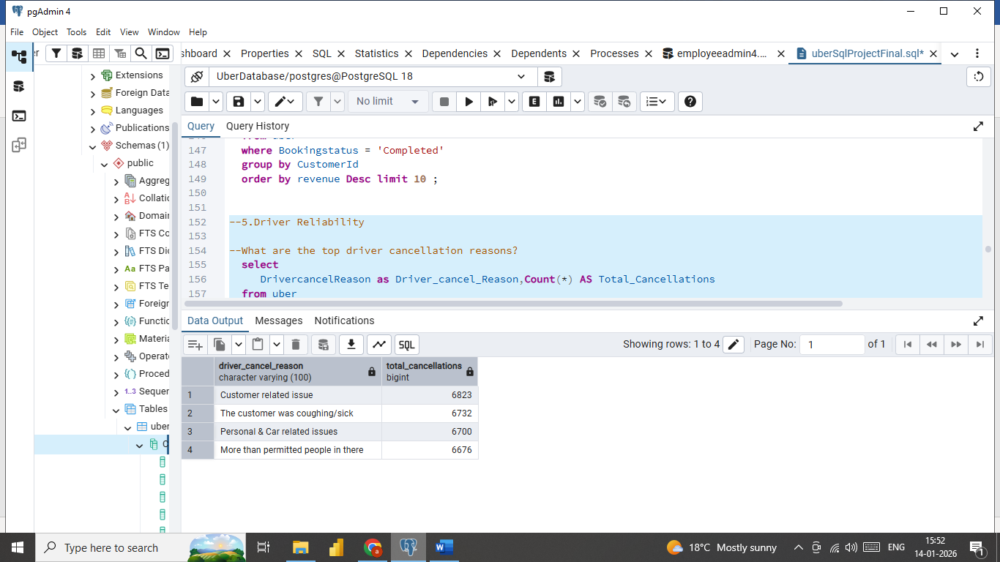 pgAdmin 4
File Object Tools Edit View Window Help
shboard Properties SQL Statistics Dependencies Dependents Processes employeeadmin4.... uberSqlProjectFinal.sql*
UberDatabase/postgres@PostgreSQL 18
No limit
Query Query History
147 where Bookingstatus = 'Completed'
148 group by CustomerId
149 order by revenue Desc limit 10 ;
150
151
152 --5.Driver Reliability
153
154 --What are the top driver cancellation reasons?
155 select
156 DrivercancelReason as Driver_cancel_Reason,Count(*) AS Total_Cancellations
157 from uber
Extensions
Foreign Data
Languages
Publications
Schemas (1)
public
Aggreg
Collatic
Domair
FTS Co
FTS Di
Aa FTS Pa
FTS Te
Foreigr
Functic
Materia
Operat
Proced
1..3 Sequer
Tables
uber
Data Output Messages Notifications
SQL Showing rows: 1 to 4 Page No: 1 of 1
driver_cancel_reason total_cancellations
character varying (100) bigint
1 Customer related issue 6823
2 The customer was coughing/sick 6732
3 Personal & Car related issues 6700
4 More than permitted people in there 6676
Type here to search 18°C Mostly sunny ENG 15:52
14-01-2026